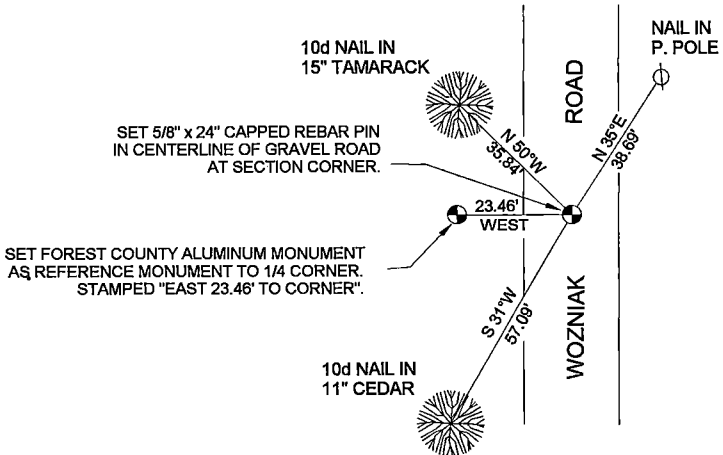 NAIL IN
P. POLE
10d NAIL IN
15" TAMARACK
ROAD
SET 5/8" x 24" CAPPED REBAR PIN
IN CENTERLINE OF GRAVEL ROAD
AT SECTION CORNER.
N 50°W
35.84'
N 35°E
38.69'
23.46'
WEST
SET FOREST COUNTY ALUMINUM MONUMENT
AS REFERENCE MONUMENT TO 1/4 CORNER.
STAMPED "EAST 23.46' TO CORNER".
S 31°W
57.09'
WOZNIAK
10d NAIL IN
11" CEDAR